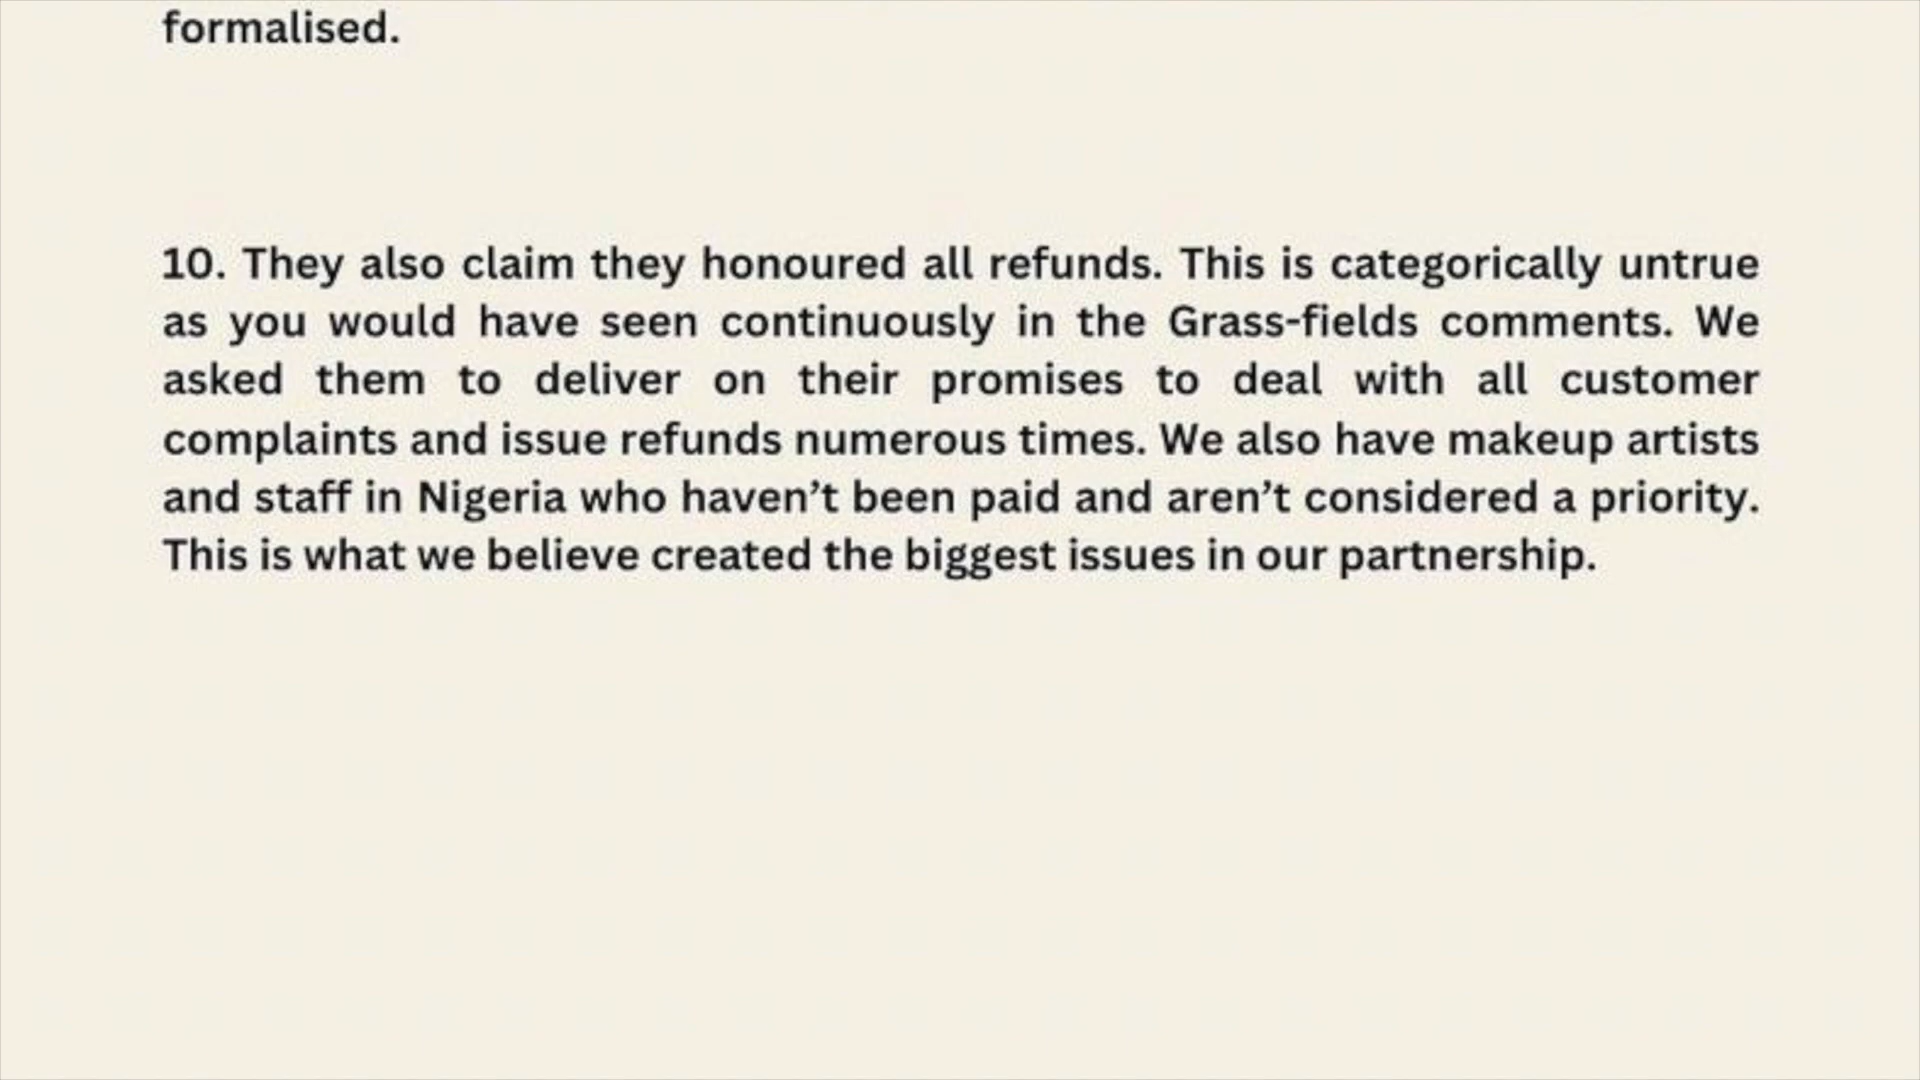 formalised.
10. They also claim they honoured all refunds. This is categorically untrue
as you would have seen continuously in the Grass-fields comments. We
asked them to deliver on their promises to deal with all customer
complaints and issue refunds numerous times. We also have makeup artists
and staff in Nigeria who haven’t been paid and aren’t considered a priority.
This is what we believe created the biggest issues in our partnership.